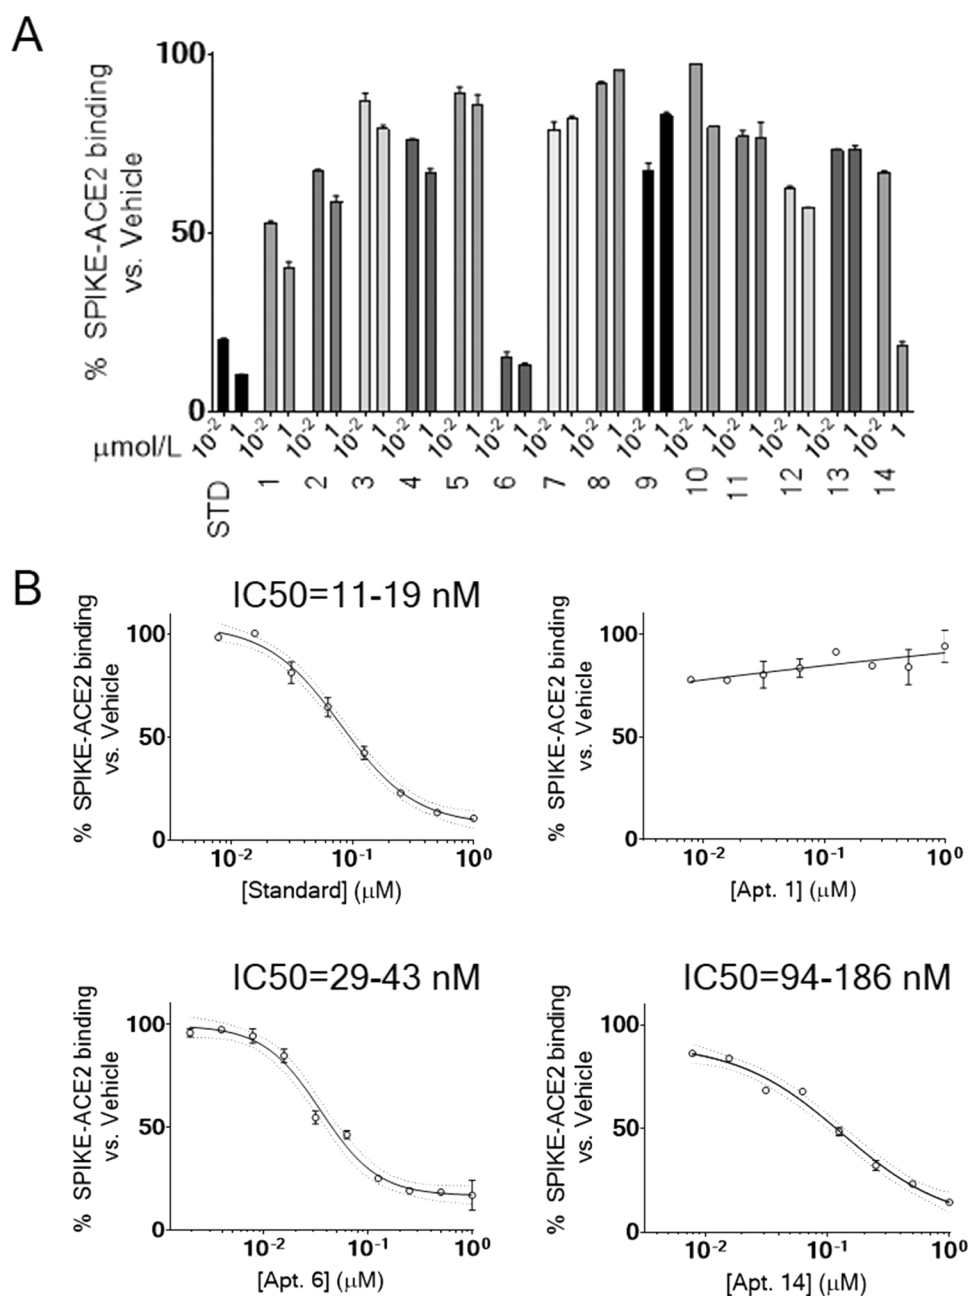 A
% SPIKE-ACE2 binding
vs. Vehicle
100
50
0
μmol/L
10-2 1 10-2 1 10-2 1 10-2 1 10-2 1 10-2 1 10-2 1 10-2 1 10-2 1 10-2 1 10-2 1 10-2 1 10-2 1 10-2 1 10-2 1
STD 1 2 3 4 5 6 7 8 9 10 11 12 13 14
B
IC50=11-19 nM
% SPIKE-ACE2 binding
vs. Vehicle
100
50
0
10-2 10-1 100
[Standard] (μM)
% SPIKE-ACE2 binding
vs. Vehicle
100
50
0
10-2 10-1 100
[Apt. 1] (μM)
IC50=29-43 nM
% SPIKE-ACE2 binding
vs. Vehicle
100
50
0
10-2 10-1 100
[Apt. 6] (μM)
IC50=94-186 nM
% SPIKE-ACE2 binding
vs. Vehicle
100
50
0
10-2 10-1 100
[Apt. 14] (μM)